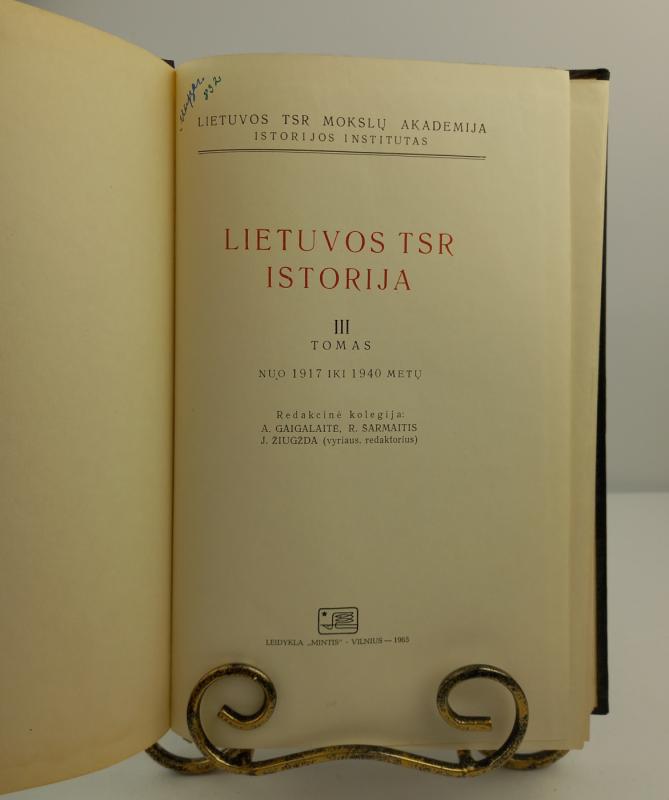 892
LIETUVOS TSR MOKSLŲ AKADEMIJA
ISTORIJOS INSTITUTAS
LIETUVOS TSR
ISTORIJA
III
TOMAS
NUO 1917 IKI 1940 METŲ
Redakcinė kolegija:
A. GAIGALAITĖ, R. ŠARMAITIS
J. ŽIUGŽDA (vyriaus. redaktorius)
LEIDYKLA „MINTIS" - VILNIUS — 1965